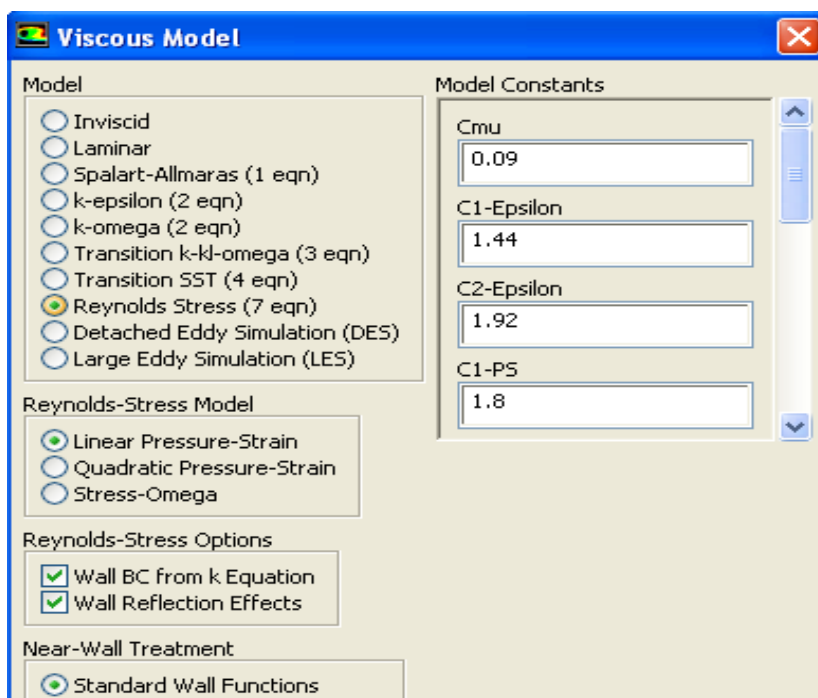 Viscous Model
Model
Inviscid
Laminar
Spalart-Allmaras (1 eqn)
k-epsilon (2 eqn)
k-omega (2 eqn)
Transition k-kl-omega (3 eqn)
Transition SST (4 eqn)
Reynolds Stress (7 eqn)
Detached Eddy Simulation (DES)
Large Eddy Simulation (LES)
Reynolds-Stress Model
Linear Pressure-Strain
Quadratic Pressure-Strain
Stress-Omega
Reynolds-Stress Options
Wall BC from k Equation
Wall Reflection Effects
Near-Wall Treatment
Standard Wall Functions
Model Constants
Cmu
0.09
C1-Epsilon
1.44
C2-Epsilon
1.92
C1-PS
1.8